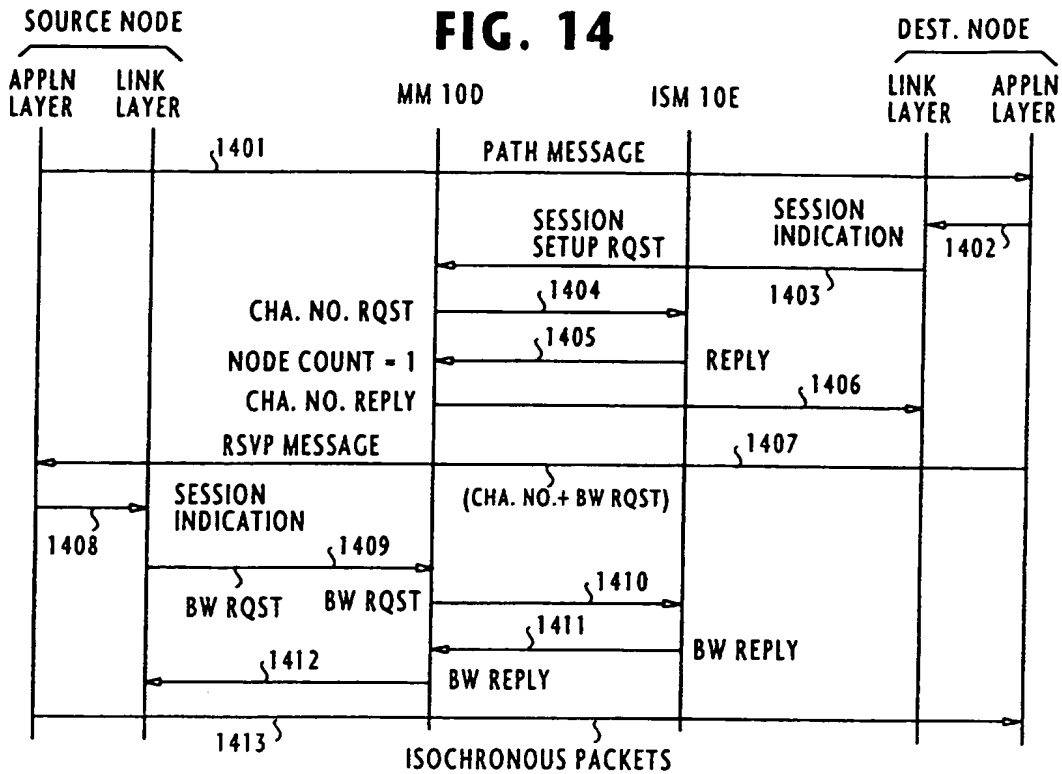 FIG. 14
SOURCE NODE
DEST. NODE
APPLN
LAYER
LINK
LAYER
MM 10D
ISM 10E
LINK
LAYER
APPLN
LAYER
1401
PATH MESSAGE
SESSION
INDICATION
1402
SESSION
SETUP RQST
1403
CHA. NO. RQST
1404
1405
NODE COUNT = 1
REPLY
CHA. NO. REPLY
1406
RSVP MESSAGE
1407
(CHA. NO.+ BW RQST)
SESSION
INDICATION
1408
1409
BW RQST
BW RQST
1410
1411
BW REPLY
1412
BW REPLY
1413
ISOCHRONOUS PACKETS